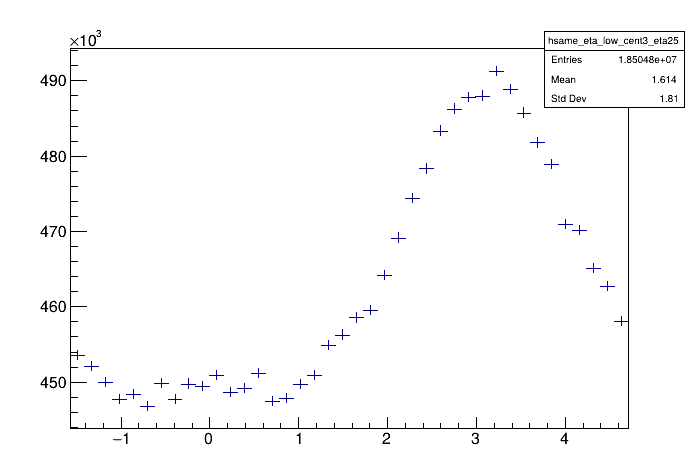 ×10³
hsame_eta_low_cent3_eta25
Entries 1.85048e+07
Mean 1.614
Std Dev 1.81
490
480
470
460
450
−1 0 1 2 3 4